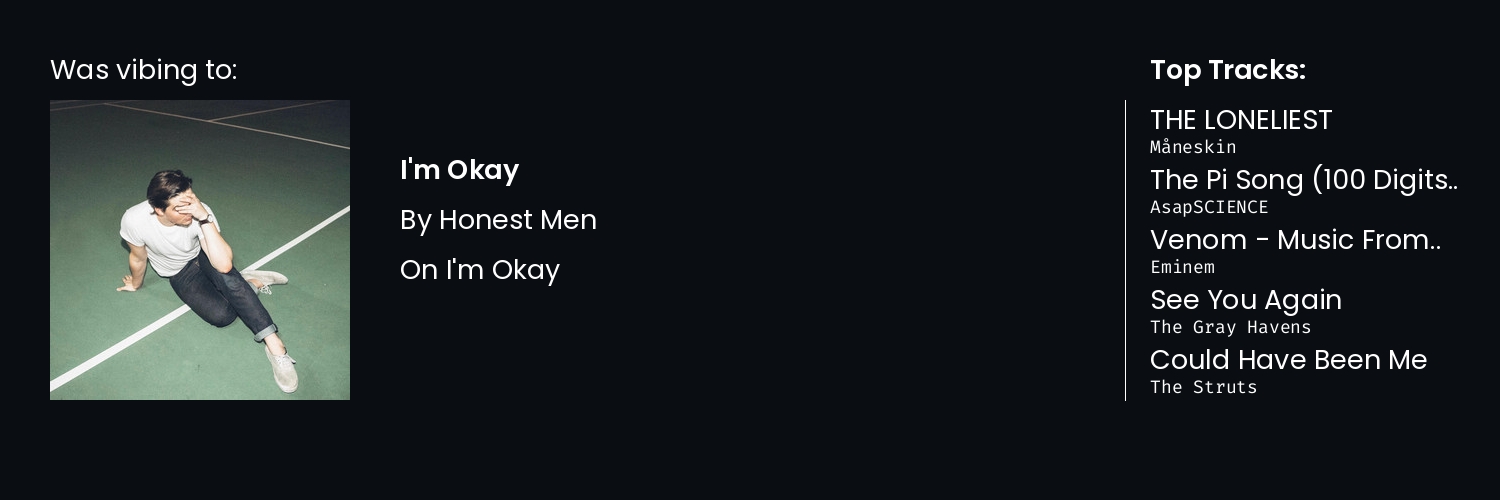 Was vibing to:
I'm Okay
By Honest Men
On I'm Okay
Top Tracks:
THE LONELIEST
Måneskin
The Pi Song (100 Digits..
AsapSCIENCE
Venom - Music From..
Eminem
See You Again
The Gray Havens
Could Have Been Me
The Struts